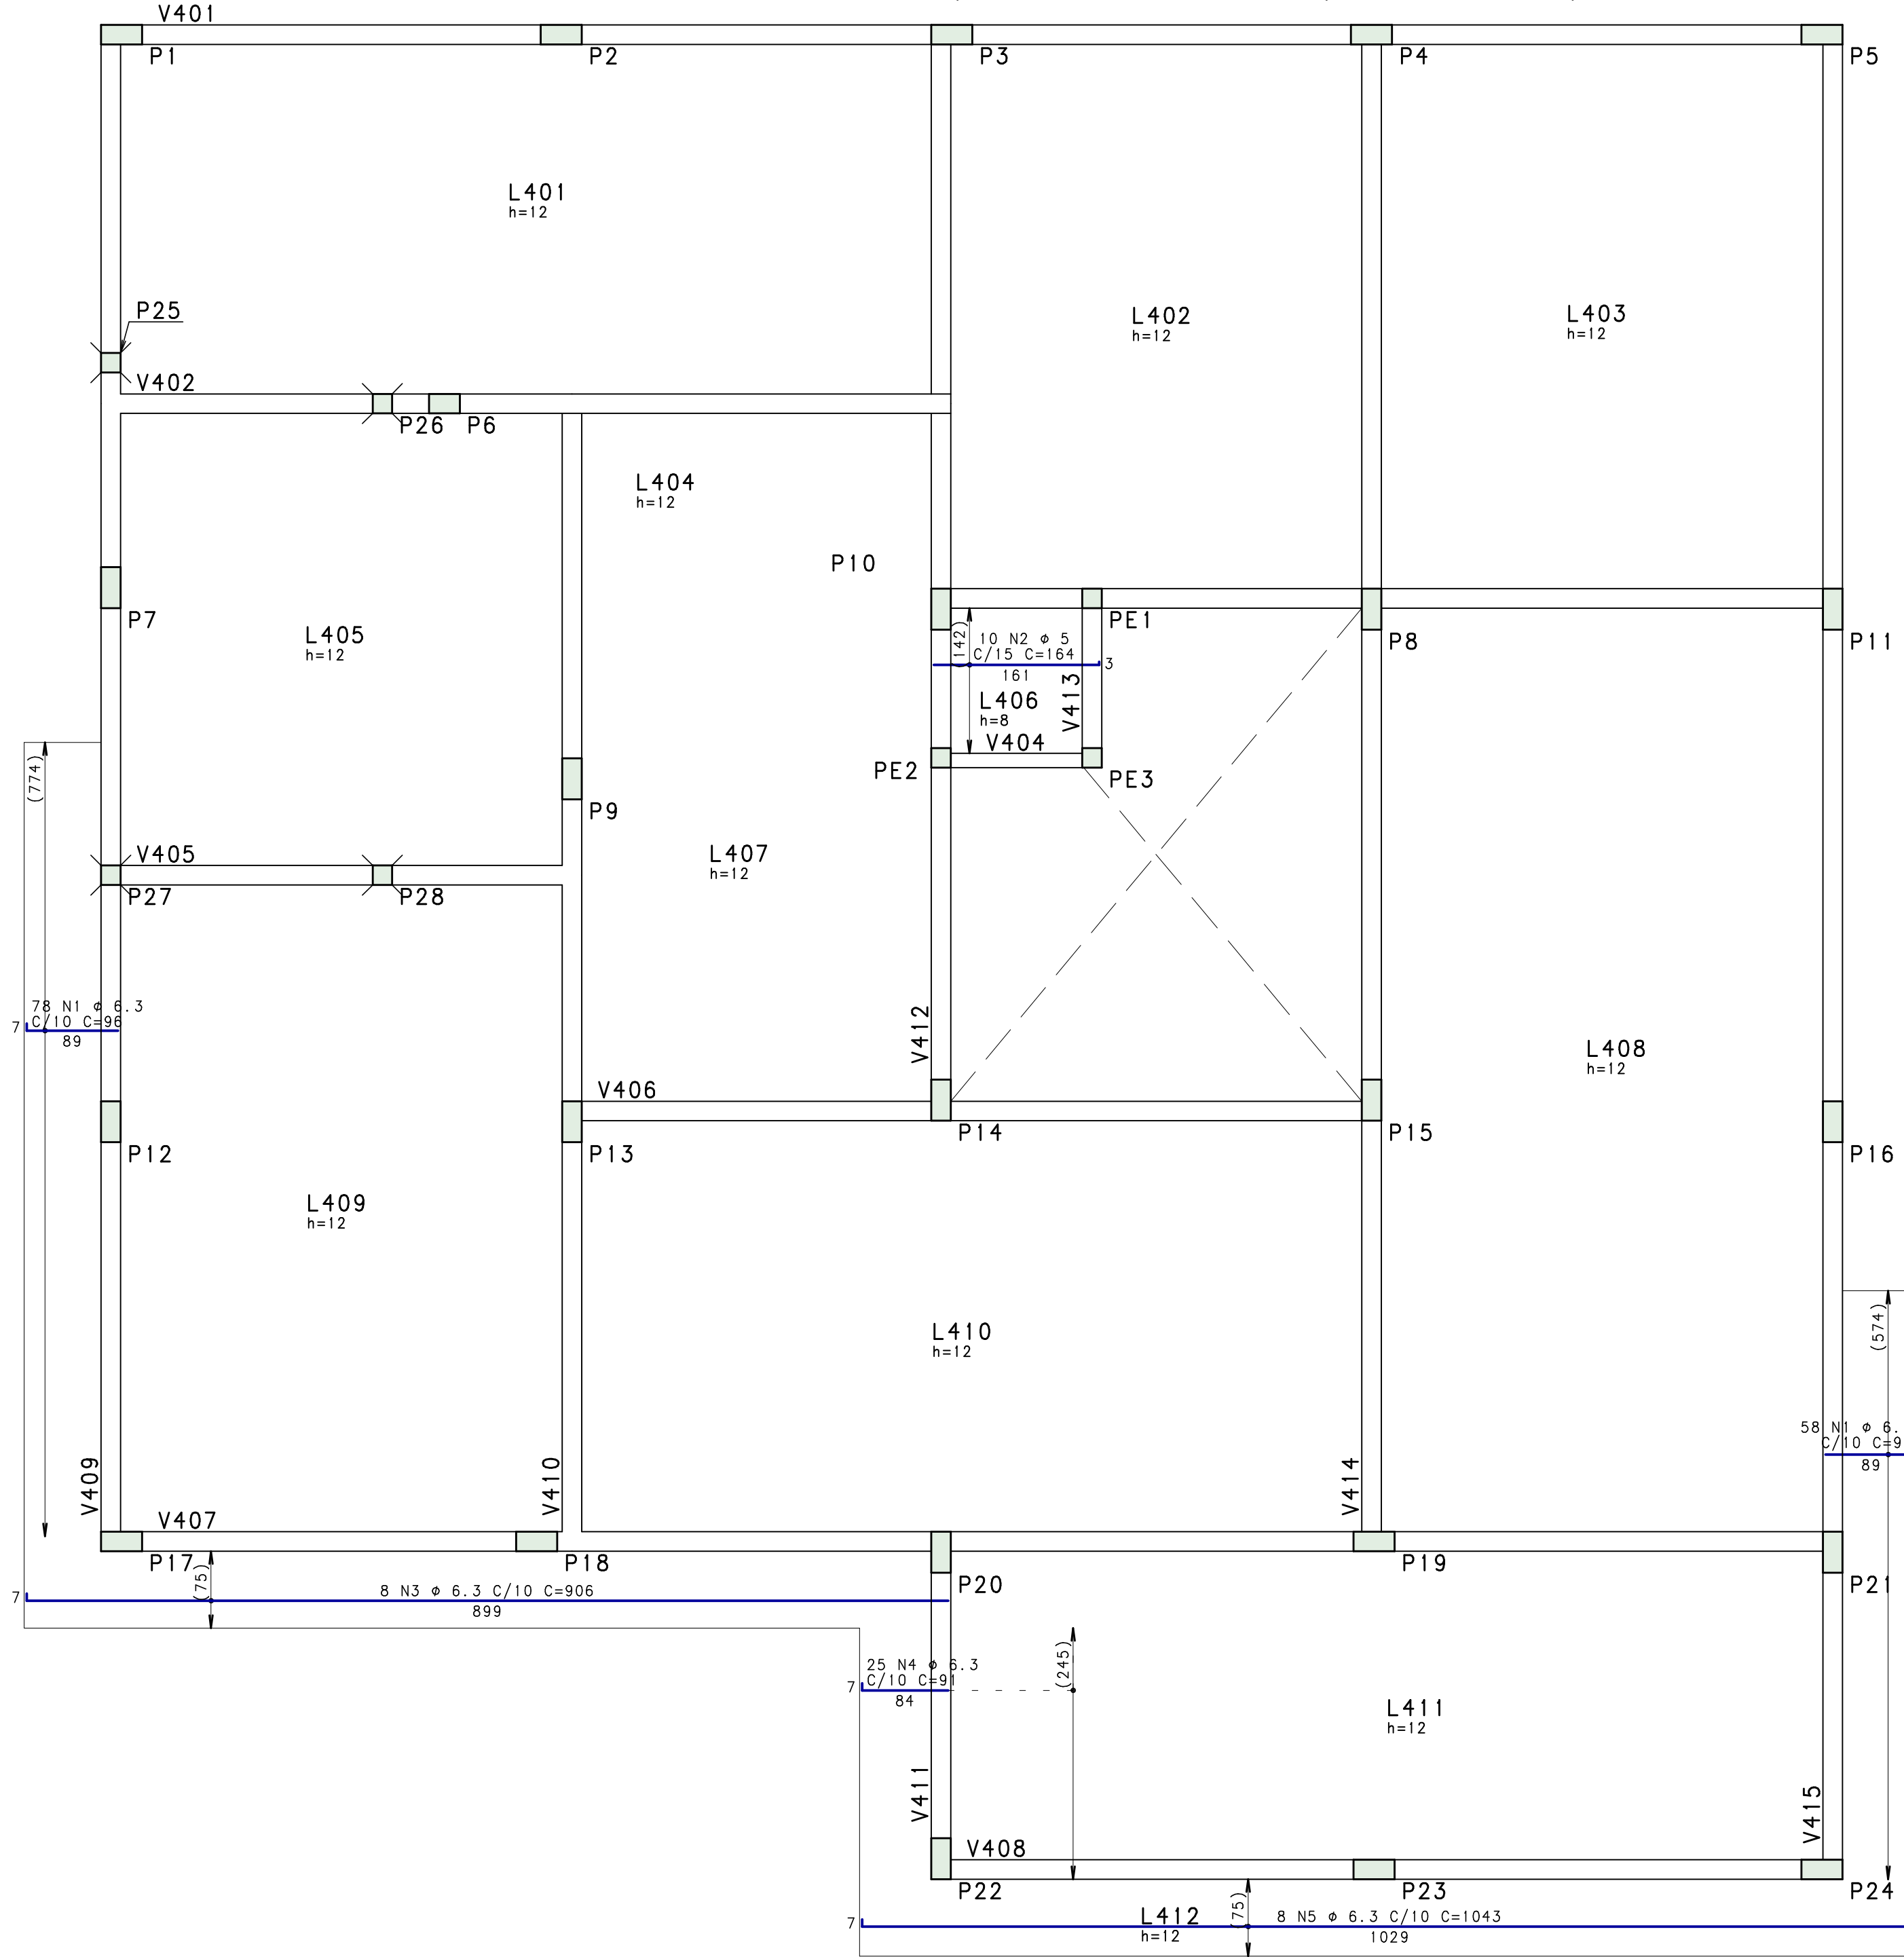 V401
P1
P2
P3
P4
P5
L401
h=12
P25
L402
h=12
L403
h=12
V402
P26
P6
L404
h=12
P10
P7
L405
h=12
PE1
P8
P11
(142)
10 N2 φ 5
C/15 C=164
161
3
L406
h=8
V413
V404
PE2
PE3
(774)
P9
V405
L407
h=12
P27
P28
78 N1 φ 6.3
C/10 C=96
7
89
V412
L408
h=12
V406
P12
P13
P14
P15
P16
L409
h=12
L410
h=12
(574)
58 N1 φ 6.
C/10 C=9
89
V409
V410
V414
V407
P17
P18
P19
P20
P21
(75)
8 N3 φ 6.3 C/10 C=906
7
899
25 N4 φ 6.3
C/10 C=91
7
84
(245)
L411
h=12
V411
V415
V408
P22
P23
P24
(75)
L412
h=12
8 N5 φ 6.3 C/10 C=1043
7
1029